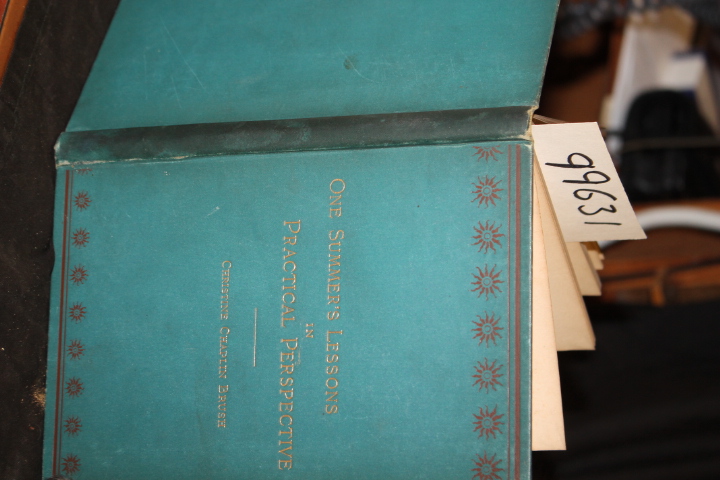 One Summer's Lessons
in
Practical Perspective
Christine Chaplin Brush
99631